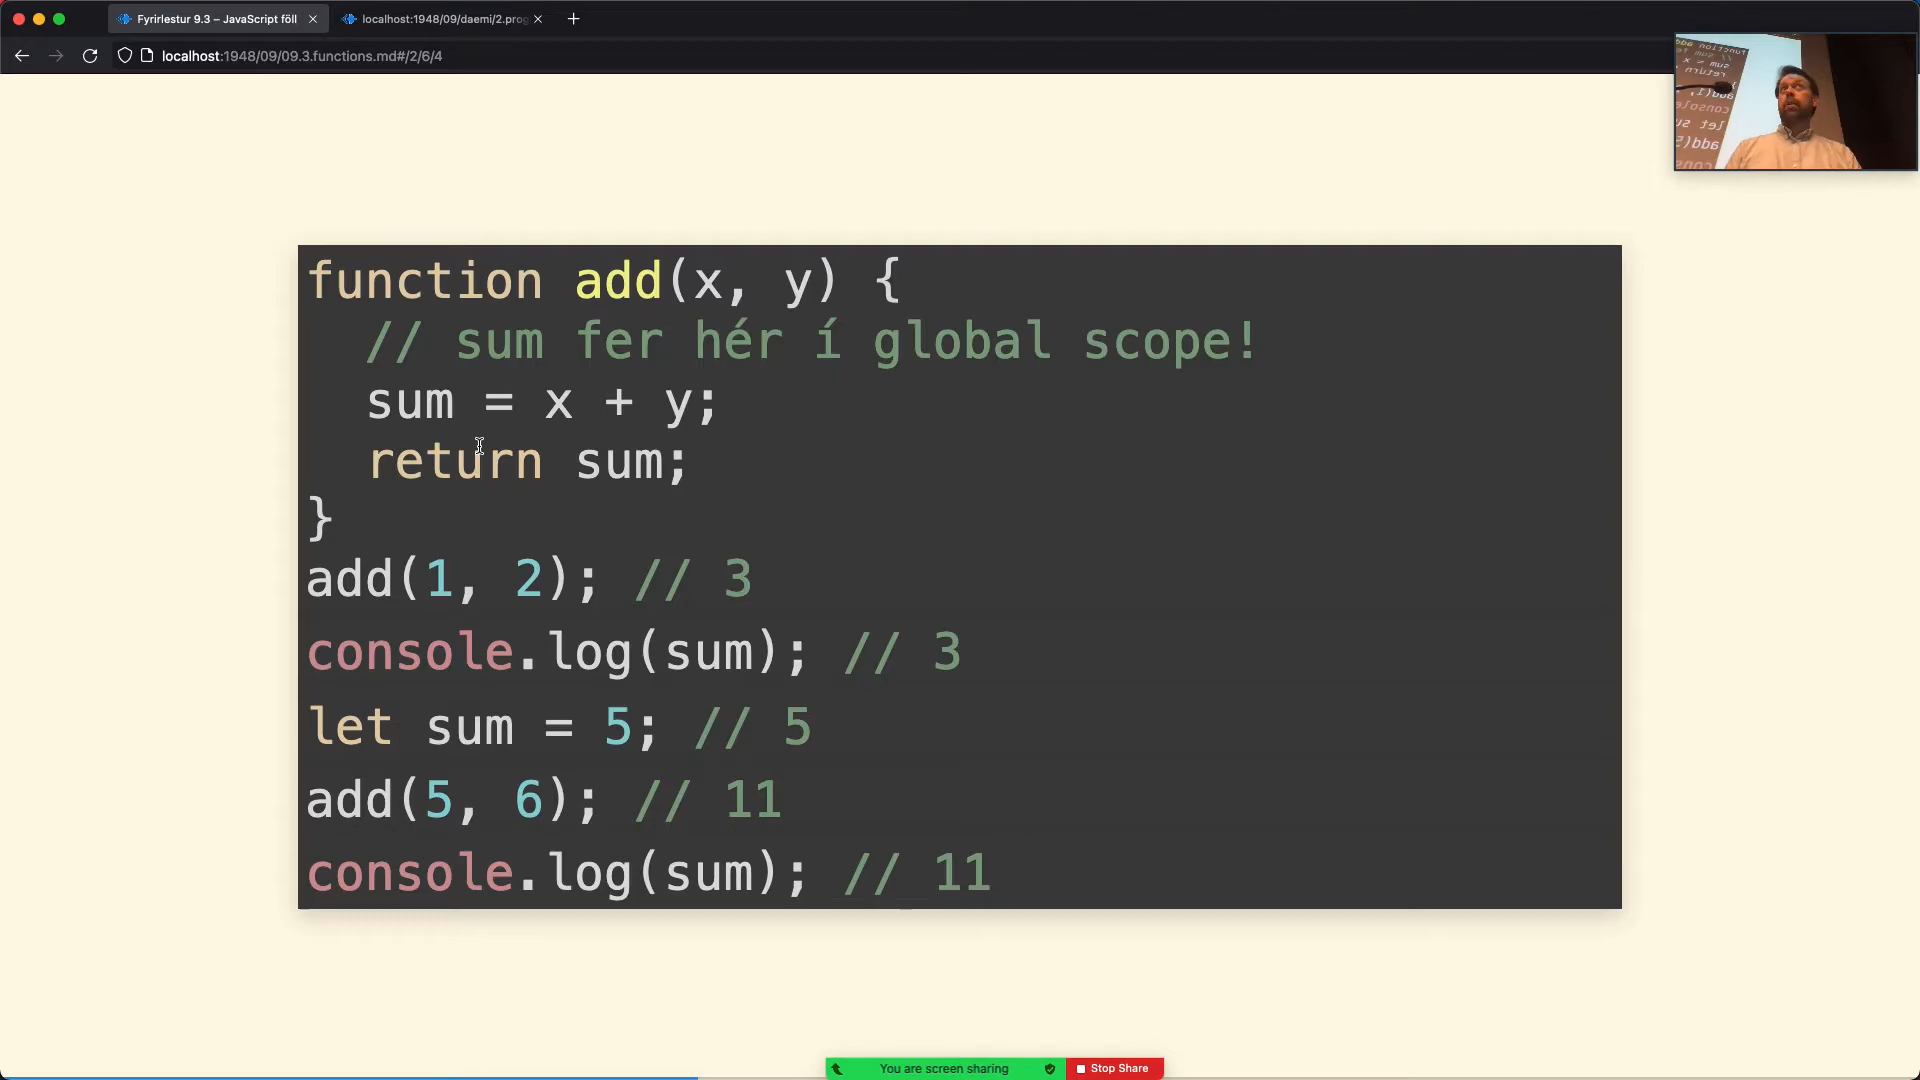 Fyrirlestur 9.3 – JavaScript föll
localhost:1948/09/daemi/2.prog
localhost:1948/09/09.3.functions.md#/2/6/4
function add(x, y) {
// sum fer hér í global scope!
sum = x + y;
return sum;
}
add(1, 2); // 3
console.log(sum); // 3
let sum = 5; // 5
add(5, 6); // 11
console.log(sum); // 11
You are screen sharing
Stop Share